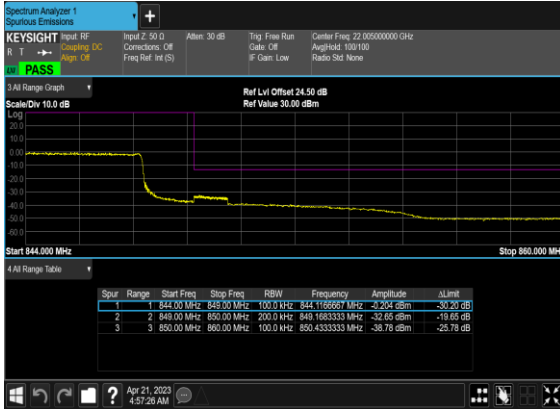 Spectrum Analyzer 1
Spurious Emissions
+
KEYSIGHT
R T
LXI PASS
Input: RF
Coupling: DC
Align: Off
Input Z: 50 Ω
Corrections: Off
Freq Ref: Int (S)
Atten: 30 dB
Trig: Free Run
Gate: Off
IF Gain: Low
Center Freq: 22.005000000 GHz
Avg|Hold: 100/100
Radio Std: None
3 All Range Graph
Scale/Div 10.0 dB
Ref Lvl Offset 24.50 dB
Ref Value 30.00 dBm
Log
20.0
10.0
0.00
-10.0
-20.0
-30.0
-40.0
-50.0
-60.0
Start 844.000 MHz
Stop 860.000 MH
4 All Range Table
Spur Range Start Freq Stop Freq RBW Frequency Amplitude ΔLimit
1 1 844.00 MHz 849.00 MHz 100.0 kHz 844.1166667 MHz -0.204 dBm -30.20 dB
2 2 849.00 MHz 850.00 MHz 200.0 kHz 849.1683333 MHz -32.65 dBm -19.65 dB
3 3 850.00 MHz 860.00 MHz 100.0 kHz 850.4333333 MHz -38.78 dBm -25.78 dB
?
Apr 21, 2023
4:57:26 AM